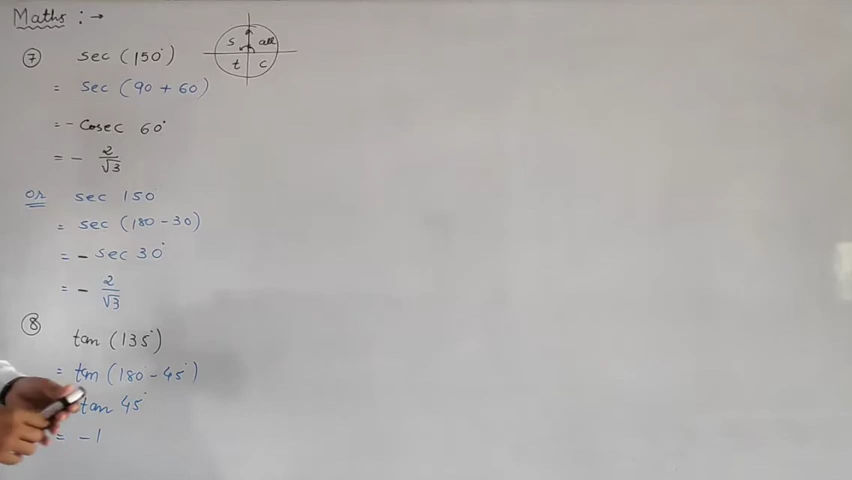 Maths :→
⑦ sec (150°)
= sec (90 + 60)
= - Cosec 60°
= - 2/√3
or sec 150
= sec (180 - 30)
= - sec 30°
= - 2/√3
⑧ tan (135°)
= tan (180 - 45°)
tan 45°
= -1
s all
t c